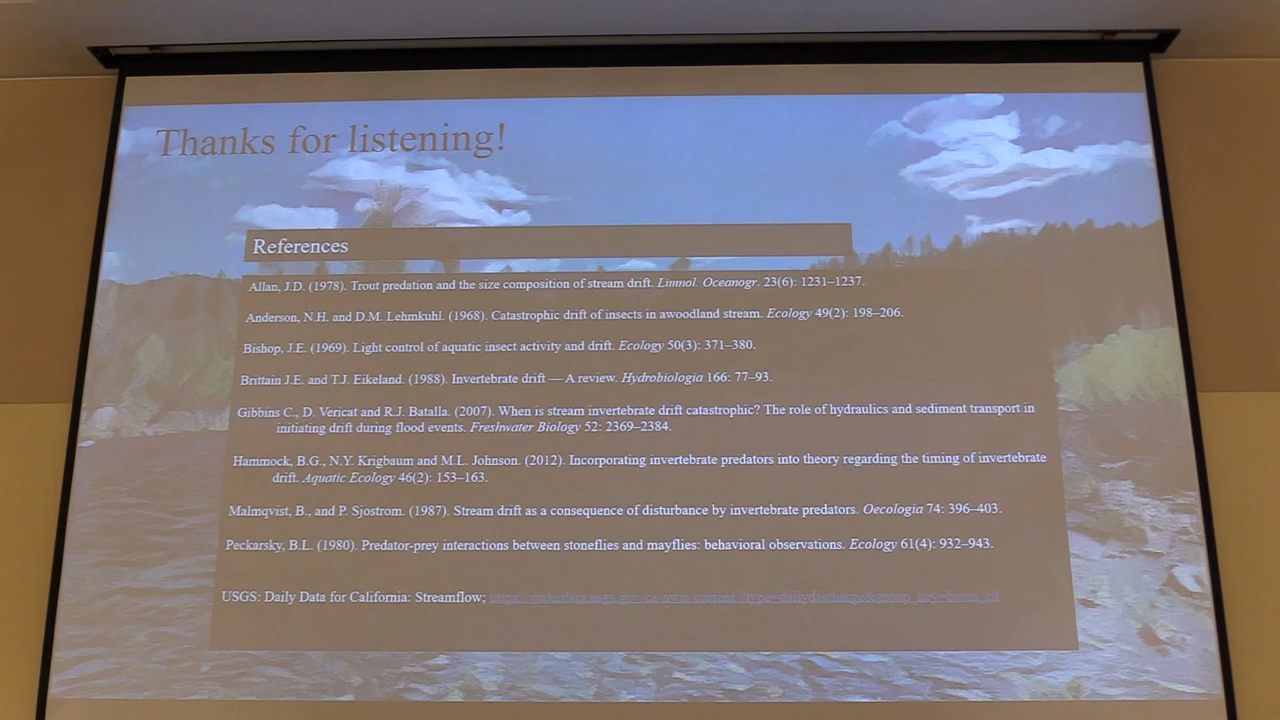 Thanks for listening!
References
Allan, J.D. (1978). Trout predation and the size composition of stream drift. Limnol. Oceanogr. 23(6): 1231–1237.
Anderson, N.H. and D.M. Lehmkuhl. (1968). Catastrophic drift of insects in awoodland stream. Ecology 49(2): 198–206.
Bishop, J.E. (1969). Light control of aquatic insect activity and drift. Ecology 50(3): 371–380.
Brittain J.E. and T.J. Eikeland. (1988). Invertebrate drift — A review. Hydrobiologia 166: 77–93.
Gibbins C., D. Vericat and R.J. Batalla. (2007). When is stream invertebrate drift catastrophic? The role of hydraulics and sediment transport in
initiating drift during flood events. Freshwater Biology 52: 2369–2384.
Hammock, B.G., N.Y. Krigbaum and M.L. Johnson. (2012). Incorporating invertebrate predators into theory regarding the timing of invertebrate
drift. Aquatic Ecology 46(2): 153–163.
Malmqvist, B., and P. Sjostrom. (1987). Stream drift as a consequence of disturbance by invertebrate predators. Oecologia 74: 396–403.
Peckarsky, B.L. (1980). Predator-prey interactions between stoneflies and mayflies: behavioral observations. Ecology 61(4): 932–943.
USGS: Daily Data for California: Streamflow;